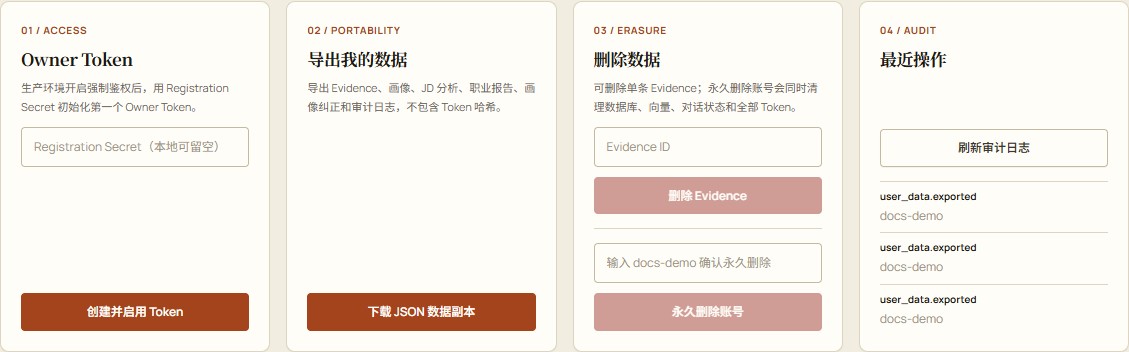 01 / ACCESS
Owner Token
生产环境开启强制鉴权后，用 Registration
Secret 初始化第一个 Owner Token。
Registration Secret（本地可留空）
创建并启用 Token
02 / PORTABILITY
导出我的数据
导出 Evidence、画像、JD 分析、职业报告、画
像纠正和审计日志，不包含 Token 哈希。
下载 JSON 数据副本
03 / ERASURE
删除数据
可删除单条 Evidence；永久删除账号会同时清
理数据库、向量、对话状态和全部 Token。
Evidence ID
删除 Evidence
输入 docs-demo 确认永久删除
永久删除账号
04 / AUDIT
最近操作
刷新审计日志
user_data.exported
docs-demo
user_data.exported
docs-demo
user_data.exported
docs-demo